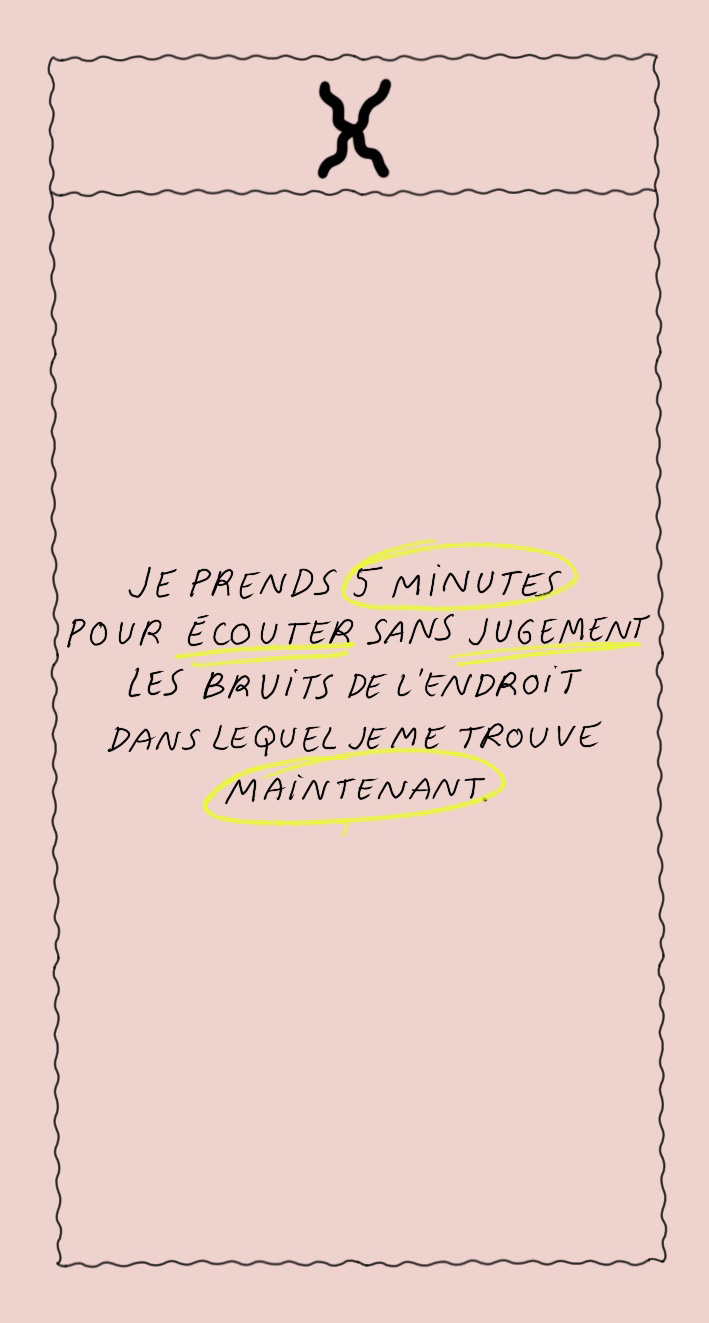 X
JE PRENDS 5 MINUTES
POUR ÉCOUTER SANS JUGEMENT
LES BRUITS DE L'ENDROIT
DANS LEQUEL JE ME TROUVE
MAINTENANT.